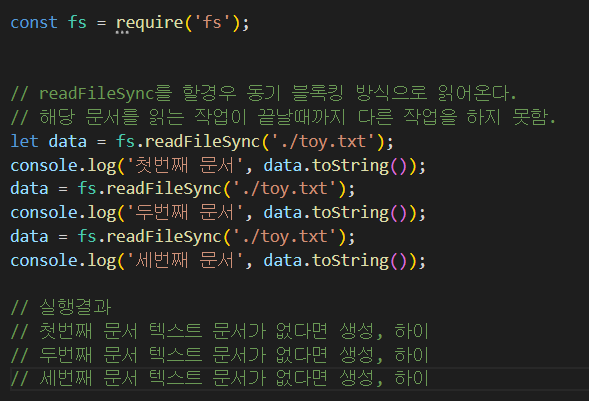 const fs = require('fs');
// readFileSync를 할경우 동기 블록킹 방식으로 읽어온다.
// 해당 문서를 읽는 작업이 끝날때까지 다른 작업을 하지 못함.
let data = fs.readFileSync('./toy.txt');
console.log('첫번째 문서', data.toString());
data = fs.readFileSync('./toy.txt');
console.log('두번째 문서', data.toString());
data = fs.readFileSync('./toy.txt');
console.log('세번째 문서', data.toString());
// 실행결과
// 첫번째 문서 텍스트 문서가 없다면 생성, 하이
// 두번째 문서 텍스트 문서가 없다면 생성, 하이
// 세번째 문서 텍스트 문서가 없다면 생성, 하이